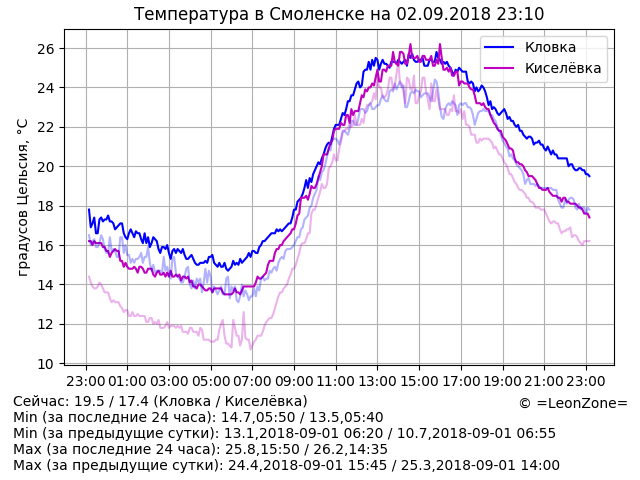 Температура в Смоленске на 02.09.2018 23:10
Кловка
Киселёвка
градусов Цельсия, °C
26
24
22
20
18
16
14
12
10
23:00 01:00 03:00 05:00 07:00 09:00 11:00 13:00 15:00 17:00 19:00 21:00 23:00
Сейчас: 19.5 / 17.4 (Кловка / Киселёвка)
© =LeonZone=
Min (за последние 24 часа): 14.7,05:50 / 13.5,05:40
Min (за предыдущие сутки): 13.1,2018-09-01 06:20 / 10.7,2018-09-01 06:55
Max (за последние 24 часа): 25.8,15:50 / 26.2,14:35
Max (за предыдущие сутки): 24.4,2018-09-01 15:45 / 25.3,2018-09-01 14:00